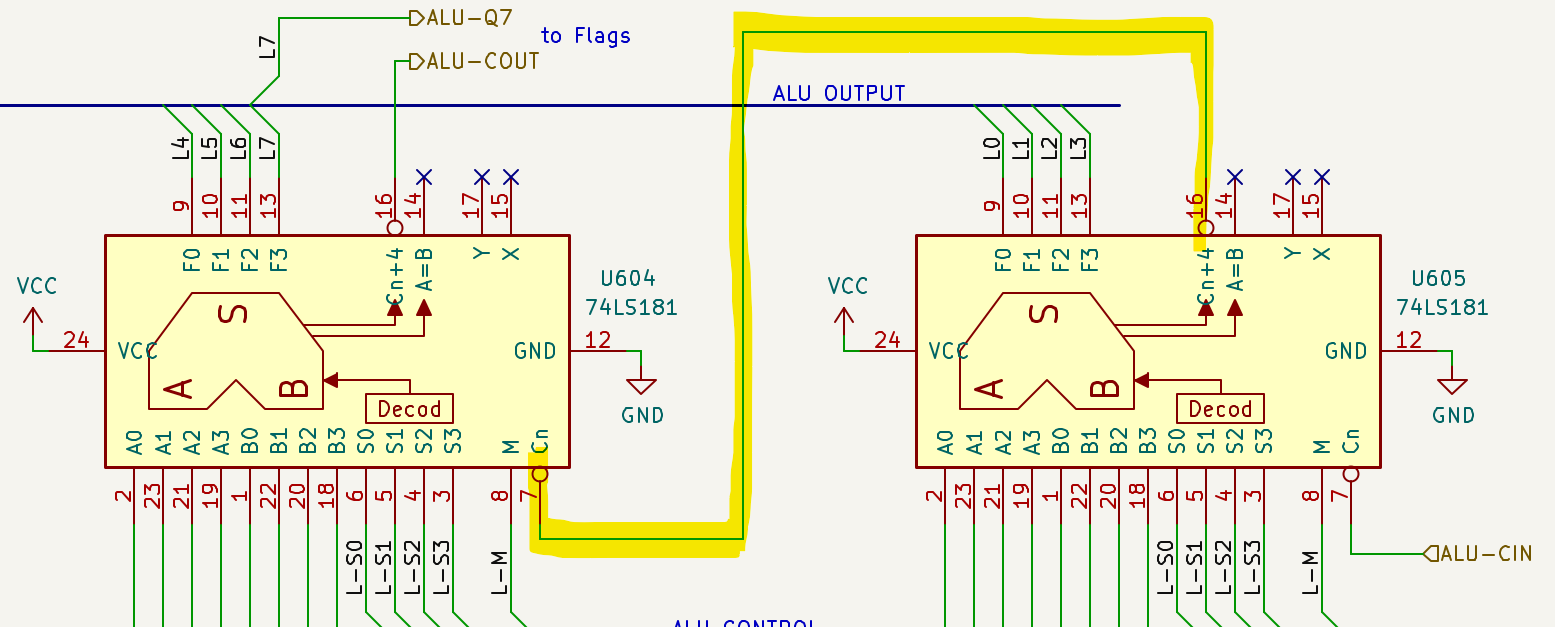 ALU-Q7
to Flags
L7
ALU-COUT
ALU OUTPUT
L4 L5 L6 L7
L0 L1 L2 L3
9 10 11 13 16 14 17 15
9 10 11 13 16 14 17 15
F0 F1 F2 F3 Cn+4 A=B Y X
F0 F1 F2 F3 Cn+4 A=B Y X
VCC
U604
74LS181
VCC
U605
74LS181
S
S
24 VCC
GND 12
24 VCC
GND 12
A B
A B
Decod
Decod
GND
GND
A0 A1 A2 A3 B0 B1 B2 B3 S0 S1 S2 S3 M Cn
A0 A1 A2 A3 B0 B1 B2 B3 S0 S1 S2 S3 M Cn
2 23 21 19 1 22 20 18 6 5 4 3 8 7
2 23 21 19 1 22 20 18 6 5 4 3 8 7
L-S0 L-S1 L-S2 L-S3 L-M
L-S0 L-S1 L-S2 L-S3 L-M
ALU-CIN
ALU CONTROL